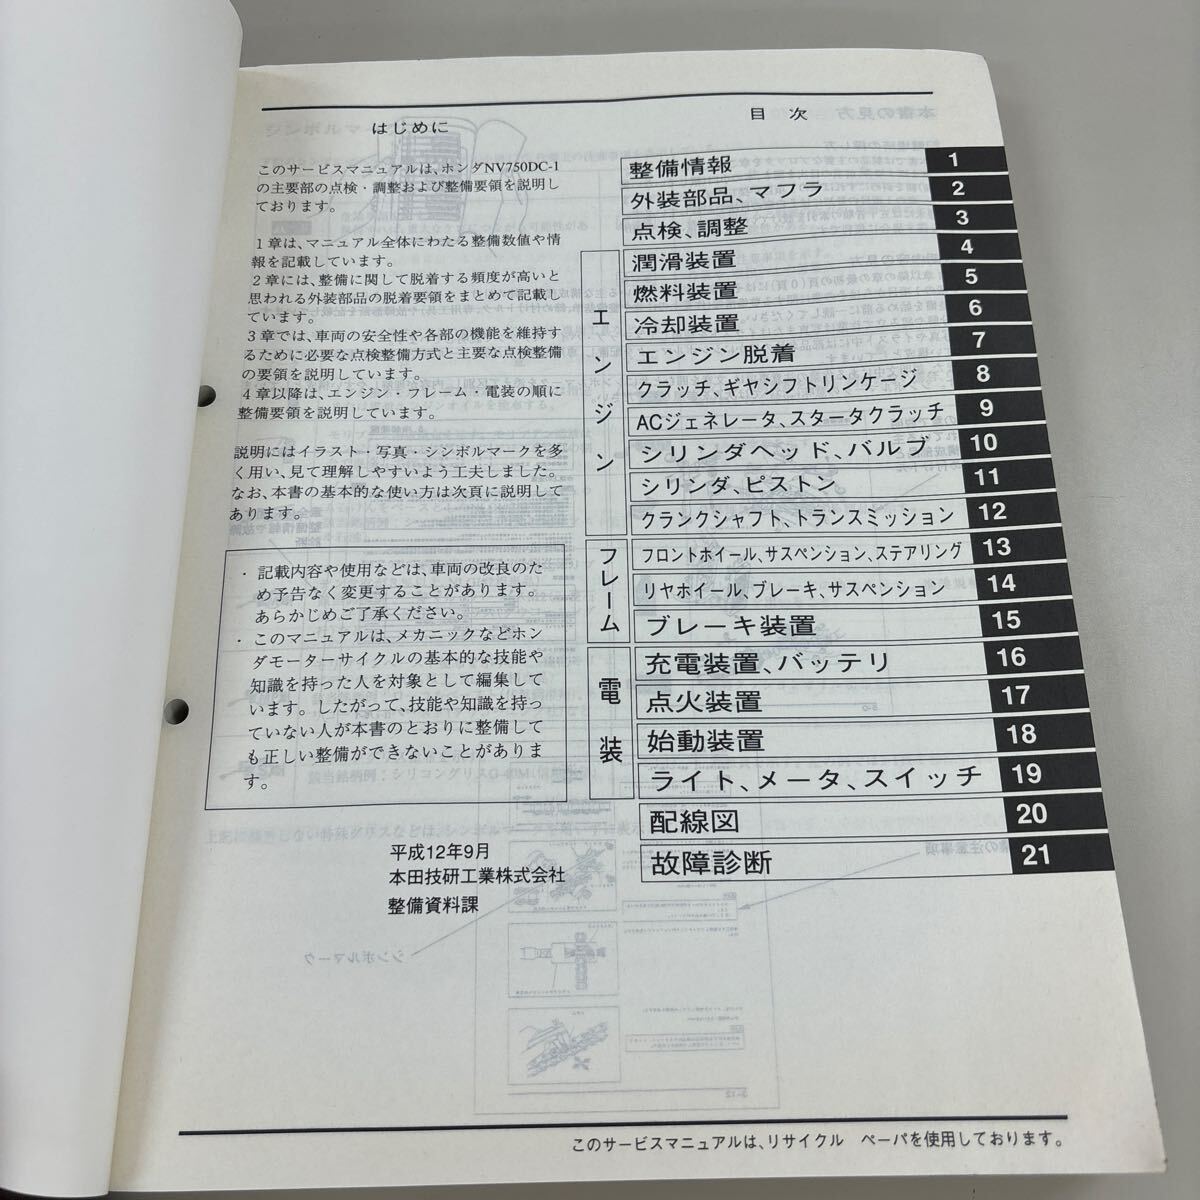 はじめに
このサービスマニュアルは、ホンダNV750DC-1
の主要部の点検・調整および整備要領を説明し
ております。
1章は、マニュアル全体にわたる整備数値や情
報を記載しています。
2章には、整備に関して脱着する頻度が高いと
思われる外装部品の脱着要領をまとめて記載し
ています。
3章では、車両の安全性や各部の機能を維持す
るために必要な点検整備方式と主要な点検整備
の要領を説明しています。
4章以降は、エンジン・フレーム・電装の順に
整備要領を説明しています。
説明にはイラスト・写真・シンボルマークを多
く用い、見て理解しやすいよう工夫しました。
なお、本書の基本的な使い方は次頁に説明して
あります。
・記載内容や使用などは、車両の改良のた
め予告なく変更することがあります。
あらかじめご了承ください。
・このマニュアルは、メカニックなどホン
ダモーターサイクルの基本的な技能や
知識を持った人を対象として編集して
います。したがって、技能や知識を持っ
ていない人が本書のとおりに整備して
も正しい整備ができないことがありま
す。
平成12年9月
本田技研工業株式会社
整備資料課
目 次
整備情報 1
外装部品、マフラ 2
点検、調整 3
エンジン
潤滑装置 4
燃料装置 5
冷却装置 6
エンジン脱着 7
クラッチ、ギヤシフトリンケージ 8
ACジェネレータ、スタータクラッチ 9
シリンダヘッド、バルブ 10
シリンダ、ピストン 11
クランクシャフト、トランスミッション 12
フレーム
フロントホイール、サスペンション、ステアリング 13
リヤホイール、ブレーキ、サスペンション 14
ブレーキ装置 15
電装
充電装置、バッテリ 16
点火装置 17
始動装置 18
ライト、メータ、スイッチ 19
配線図 20
故障診断 21
このサービスマニュアルは、リサイクル ペーパを使用しております。